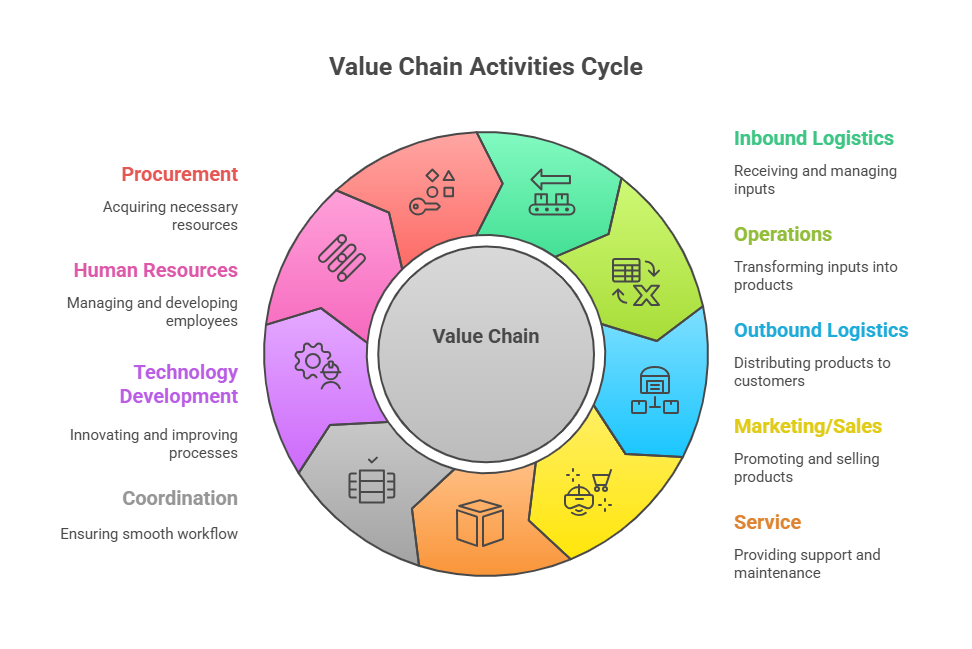 Value Chain Activities Cycle
Procurement
Acquiring necessary
resources
Human Resources
Managing and developing
employees
Technology
Development
Innovating and improving
processes
Coordination
Ensuring smooth workflow
Value Chain
Inbound Logistics
Receiving and managing
inputs
Operations
Transforming inputs into
products
Outbound Logistics
Distributing products to
customers
Marketing/Sales
Promoting and selling
products
Service
Providing support and
maintenance